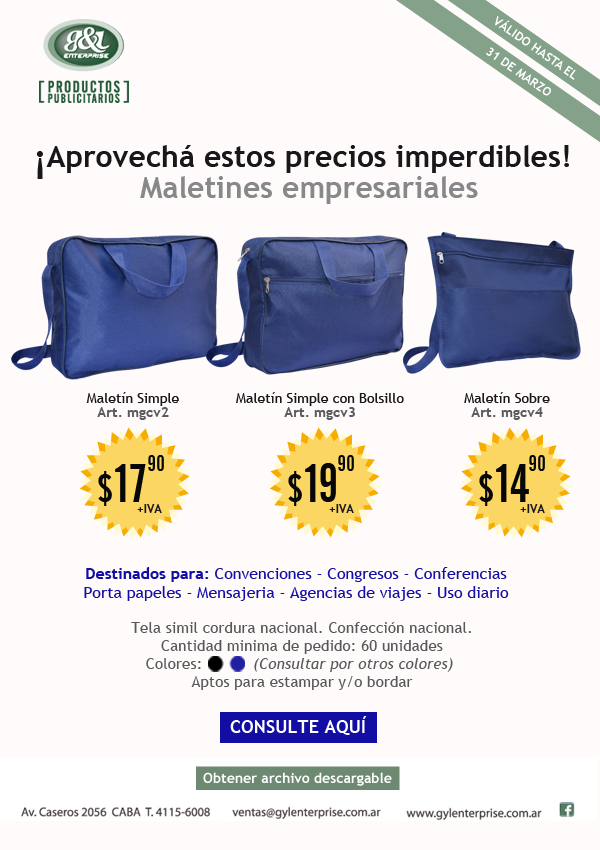 g&l
ENTERPRISE
[PRODUCTOS
PUBLICITARIOS]
VÁLIDO HASTA EL
31 DE MARZO
¡Aprovechá estos precios imperdibles!
Maletines empresariales
Maletín Simple
Art. mgcv2
Maletín Simple con Bolsillo
Art. mgcv3
Maletín Sobre
Art. mgcv4
$17 90
+IVA
$19 90
+IVA
$14 90
+IVA
Destinados para: Convenciones - Congresos - Conferencias
Porta papeles - Mensajeria - Agencias de viajes - Uso diario
Tela simil cordura nacional. Confección nacional.
Cantidad minima de pedido: 60 unidades
Colores: (Consultar por otros colores)
Aptos para estampar y/o bordar
CONSULTE AQUÍ
Obtener archivo descargable
Av. Caseros 2056 CABA T. 4115-6008 ventas@gylenterprise.com.ar www.gylenterprise.com.ar f